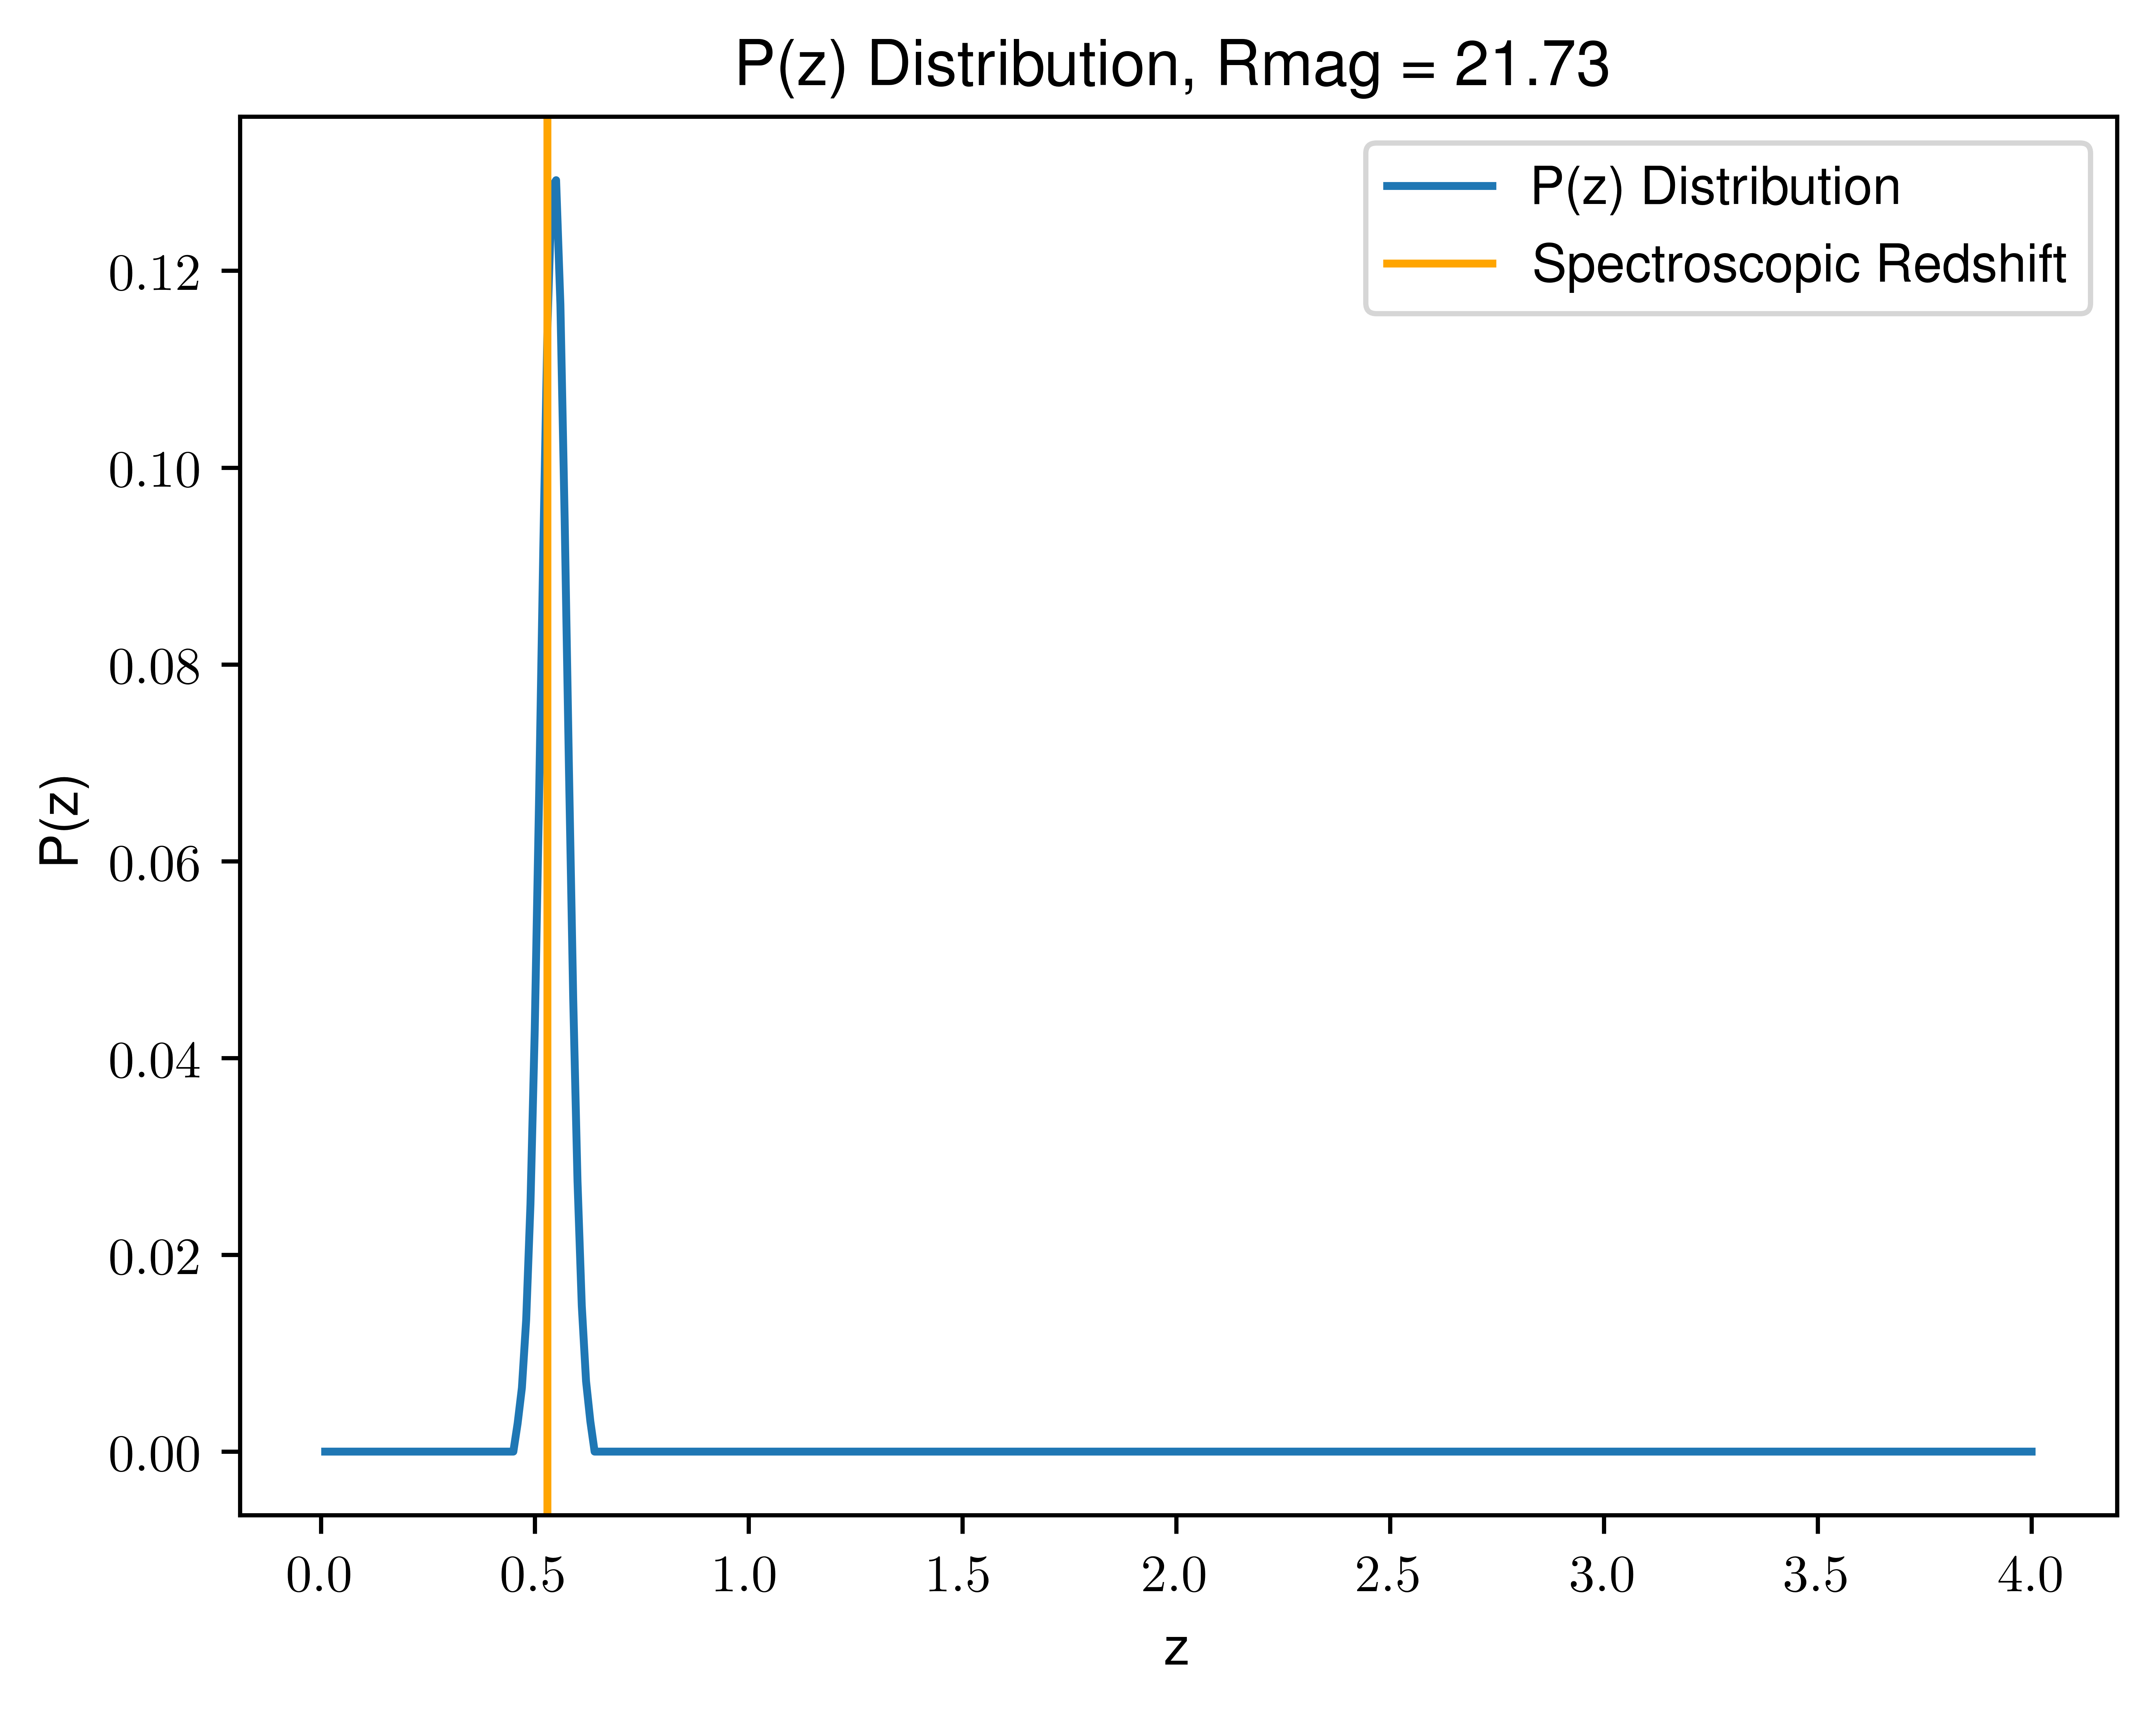 P(z) Distribution, Rmag = 21.73
P(z) Distribution
Spectroscopic Redshift
0.12
0.10
0.08
0.06
0.04
0.02
0.00
P(z)
0.0 0.5 1.0 1.5 2.0 2.5 3.0 3.5 4.0
z